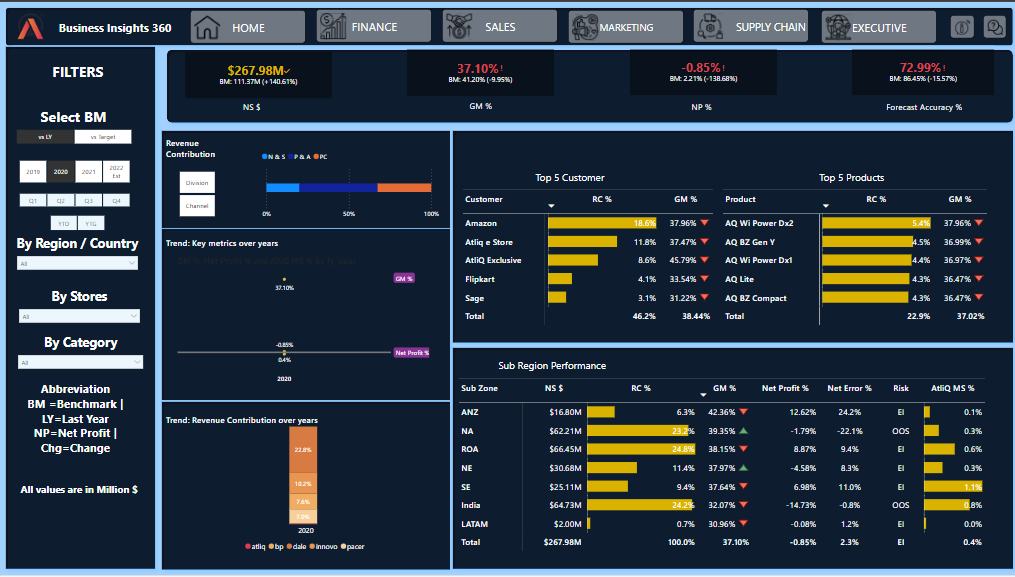 Business Insights 360
HOME
FINANCE
SALES
MARKETING
SUPPLY CHAIN
EXECUTIVE
FILTERS
Select BM
vs LY
vs Target
2019
2020
2021
2022
Est
Q1
Q2
Q3
Q4
YTD
YTG
By Region / Country
All
By Stores
All
By Category
All
Abbreviation
BM =Benchmark |
LY=Last Year
NP=Net Profit |
Chg=Change
All values are in Million $
$267.98M✓
BM: 111.37M (+140.61%)
NS $
37.10%!
BM: 41.20% (-9.95%)
GM %
-0.85%!
BM: 2.21% (-138.68%)
NP %
72.99%!
BM: 86.45% (-15.57%)
Forecast Accuracy %
Revenue
Contribution
N & S
P & A
PC
Division
Channel
0%
50%
100%
Trend: Key metrics over years
GM %
37.10%
-0.85%
0.4%
Net Profit %
2020
Trend: Revenue Contribution over years
22.8%
10.2%
7.6%
2020
atliq bp dale innovo pacer
Top 5 Customer
Customer RC % GM %
Amazon 18.6% 37.96%
Atliq e Store 11.8% 37.47%
AtliQ Exclusive 8.6% 45.79%
Flipkart 4.1% 33.54%
Sage 3.1% 31.22%
Total 46.2% 38.44%
Top 5 Products
Product RC % GM %
AQ Wi Power Dx2 5.4% 37.96%
AQ BZ Gen Y 4.5% 36.99%
AQ Wi Power Dx1 4.4% 36.97%
AQ Lite 4.3% 36.47%
AQ BZ Compact 4.3% 36.47%
Total 22.9% 37.02%
Sub Region Performance
Sub Zone NS $ RC % GM % Net Profit % Net Error % Risk AtliQ MS %
ANZ $16.80M 6.3% 42.36% 12.62% 24.2% EI 0.1%
NA $62.21M 23.2% 39.35% -1.79% -22.1% OOS 0.3%
ROA $66.45M 24.8% 38.15% 8.87% 9.4% EI 0.6%
NE $30.68M 11.4% 37.97% -4.58% 8.3% EI 0.3%
SE $25.11M 9.4% 37.64% 6.98% 11.0% EI 1.1%
India $64.73M 24.2% 32.07% -14.73% -0.8% OOS 0.8%
LATAM $2.00M 0.7% 30.96% -0.08% 1.2% EI 0.0%
Total $267.98M 100.0% 37.10% -0.85% 2.3% EI 0.4%